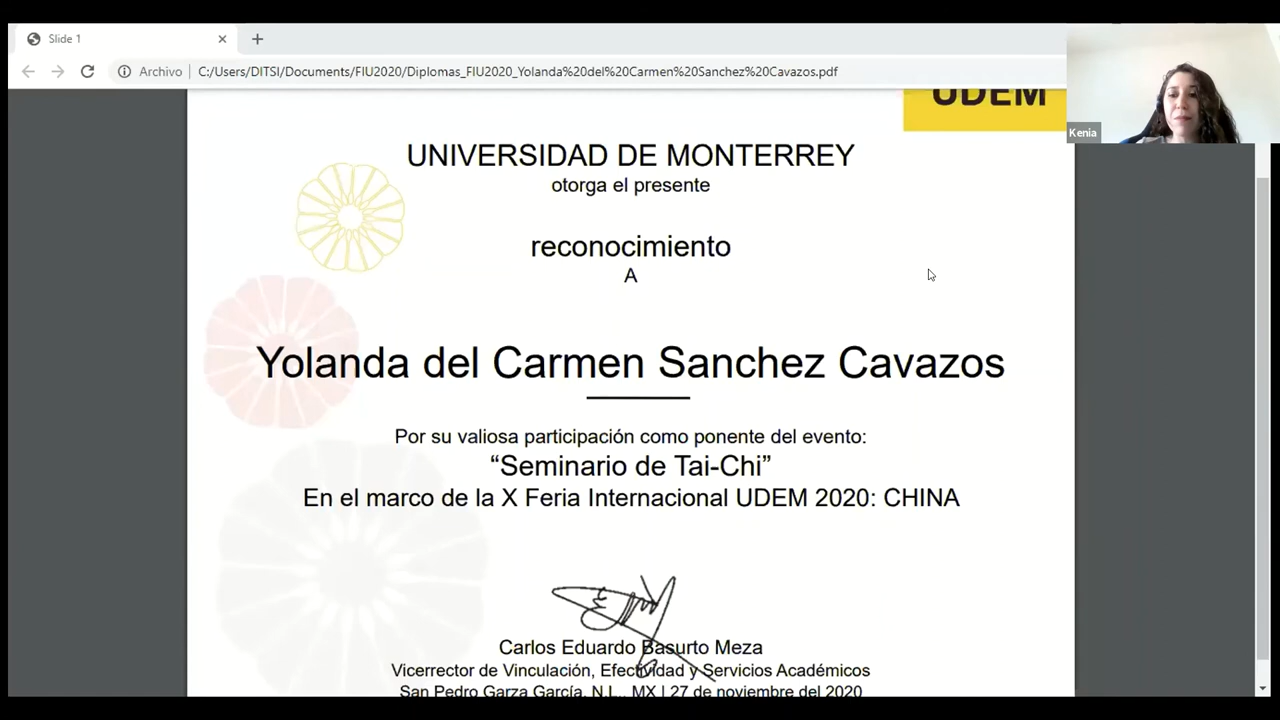 Slide 1
Archivo
C:/Users/DITSI/Documents/FIU2020/Diplomas_FIU2020_Yolanda%20del%20Carmen%20Sanchez%20Cavazos.pdf
UDEM
Kenia
UNIVERSIDAD DE MONTERREY
otorga el presente
reconocimiento
A
Yolanda del Carmen Sanchez Cavazos
Por su valiosa participación como ponente del evento:
“Seminario de Tai-Chi”
En el marco de la X Feria Internacional UDEM 2020: CHINA
Carlos Eduardo Basurto Meza
Vicerrector de Vinculación, Efectividad y Servicios Académicos
San Pedro Garza García, N.L., MX | 27 de noviembre del 2020